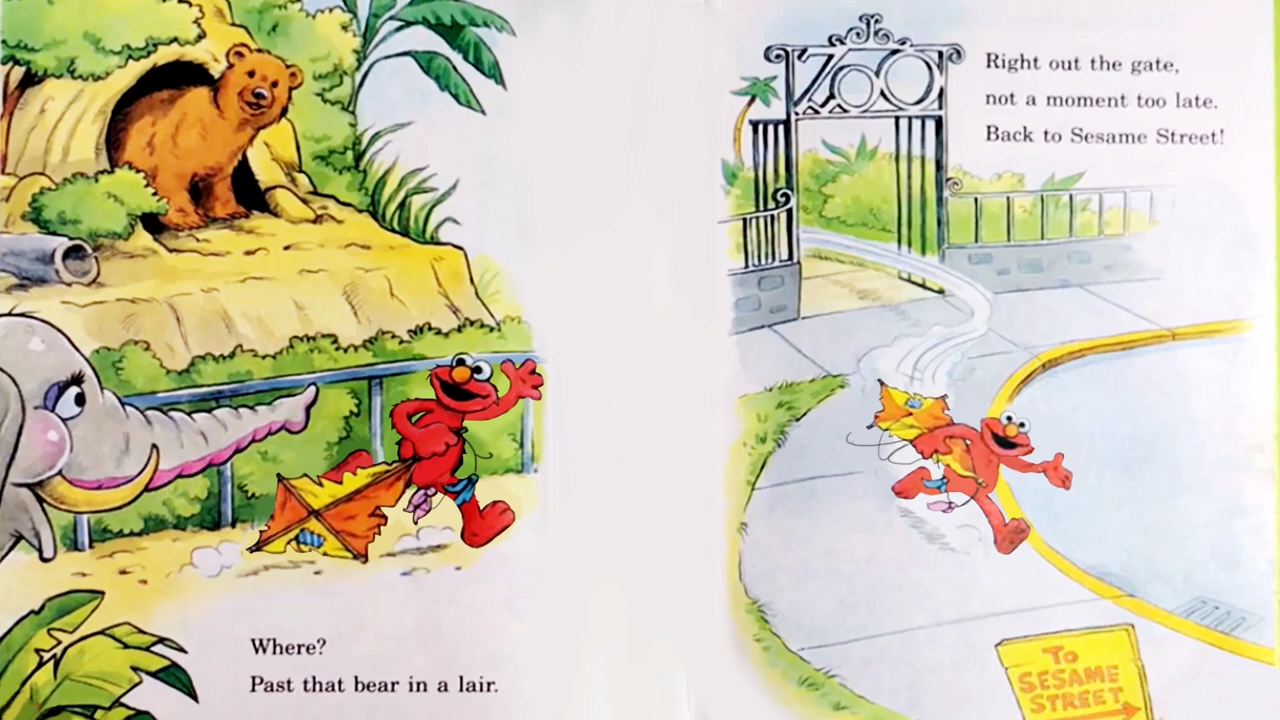 Where?
Past that bear in a lair.
ZOO
Right out the gate,
not a moment too late.
Back to Sesame Street!
To
SESAME
STREET